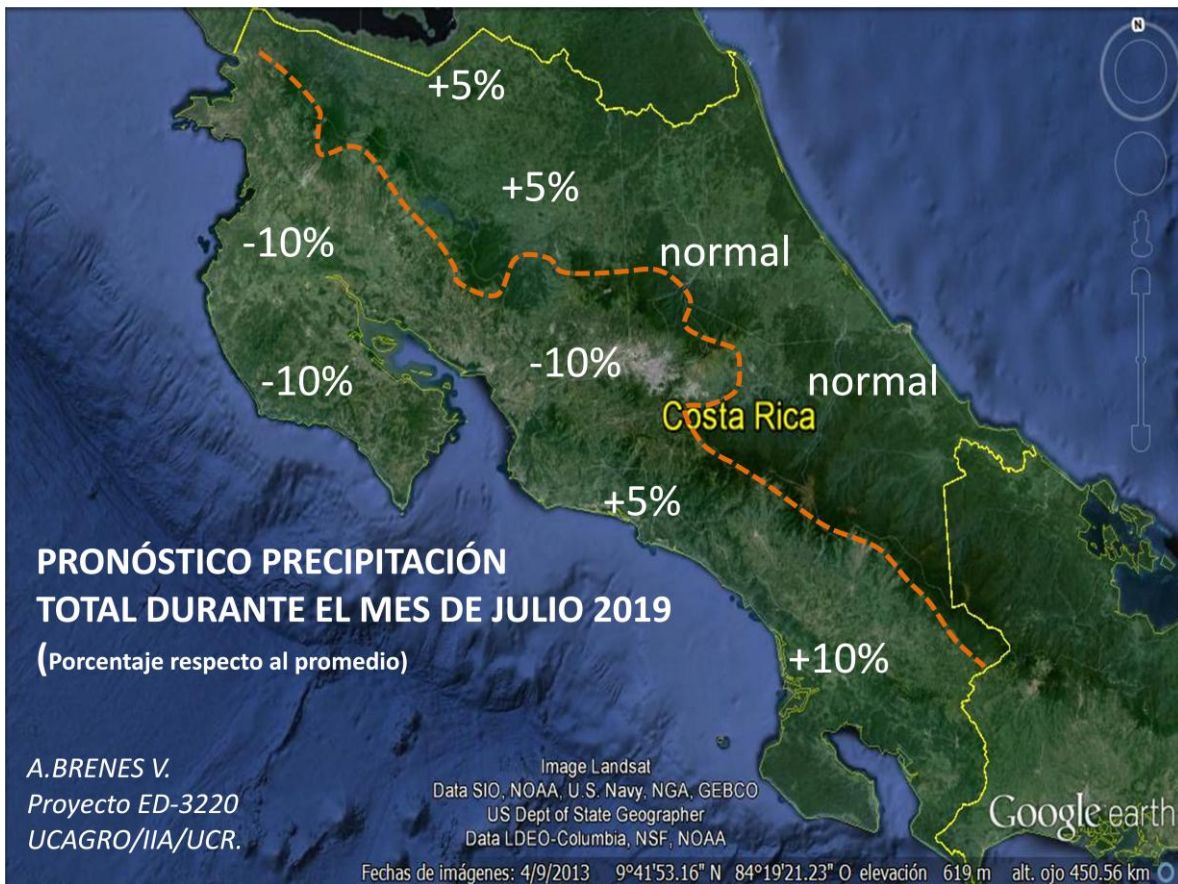 N
+5%
+5%
normal
-10%
-10%
-10%
normal
Costa Rica
+5%
PRONÓSTICO PRECIPITACIÓN
TOTAL DURANTE EL MES DE JULIO 2019
(Porcentaje respecto al promedio)
+10%
A.BRENES V.
Proyecto ED-3220
UCAGRO/IIA/UCR.
Image Landsat
Data SIO, NOAA, U.S. Navy, NGA, GEBCO
US Dept of State Geographer
Data LDEO-Columbia, NSF, NOAA
Google earth
Fechas de imágenes: 4/9/2013 9°41'53.16" N 84°19'21.23" O elevación 619 m alt. ojo 450.56 km